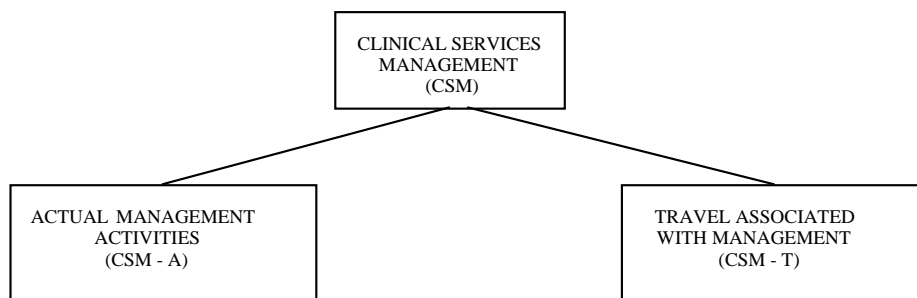 CLINICAL SERVICES
MANAGEMENT
(CSM)
ACTUAL MANAGEMENT
ACTIVITIES
(CSM - A)
TRAVEL ASSOCIATED
WITH MANAGEMENT
(CSM - T)